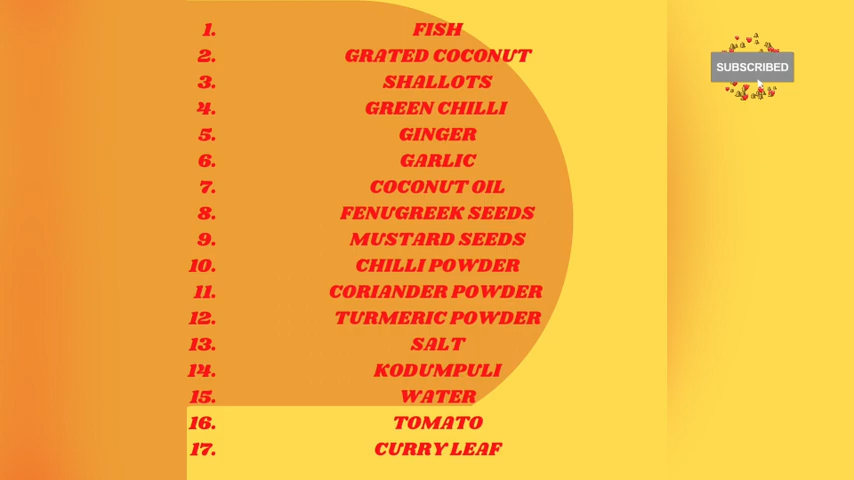 1. FISH
2. GRATED COCONUT
3. SHALLOTS
4. GREEN CHILLI
5. GINGER
6. GARLIC
7. COCONUT OIL
8. FENUGREEK SEEDS
9. MUSTARD SEEDS
10. CHILLI POWDER
11. CORIANDER POWDER
12. TURMERIC POWDER
13. SALT
14. KODUMPULI
15. WATER
16. TOMATO
17. CURRY LEAF
SUBSCRIBED